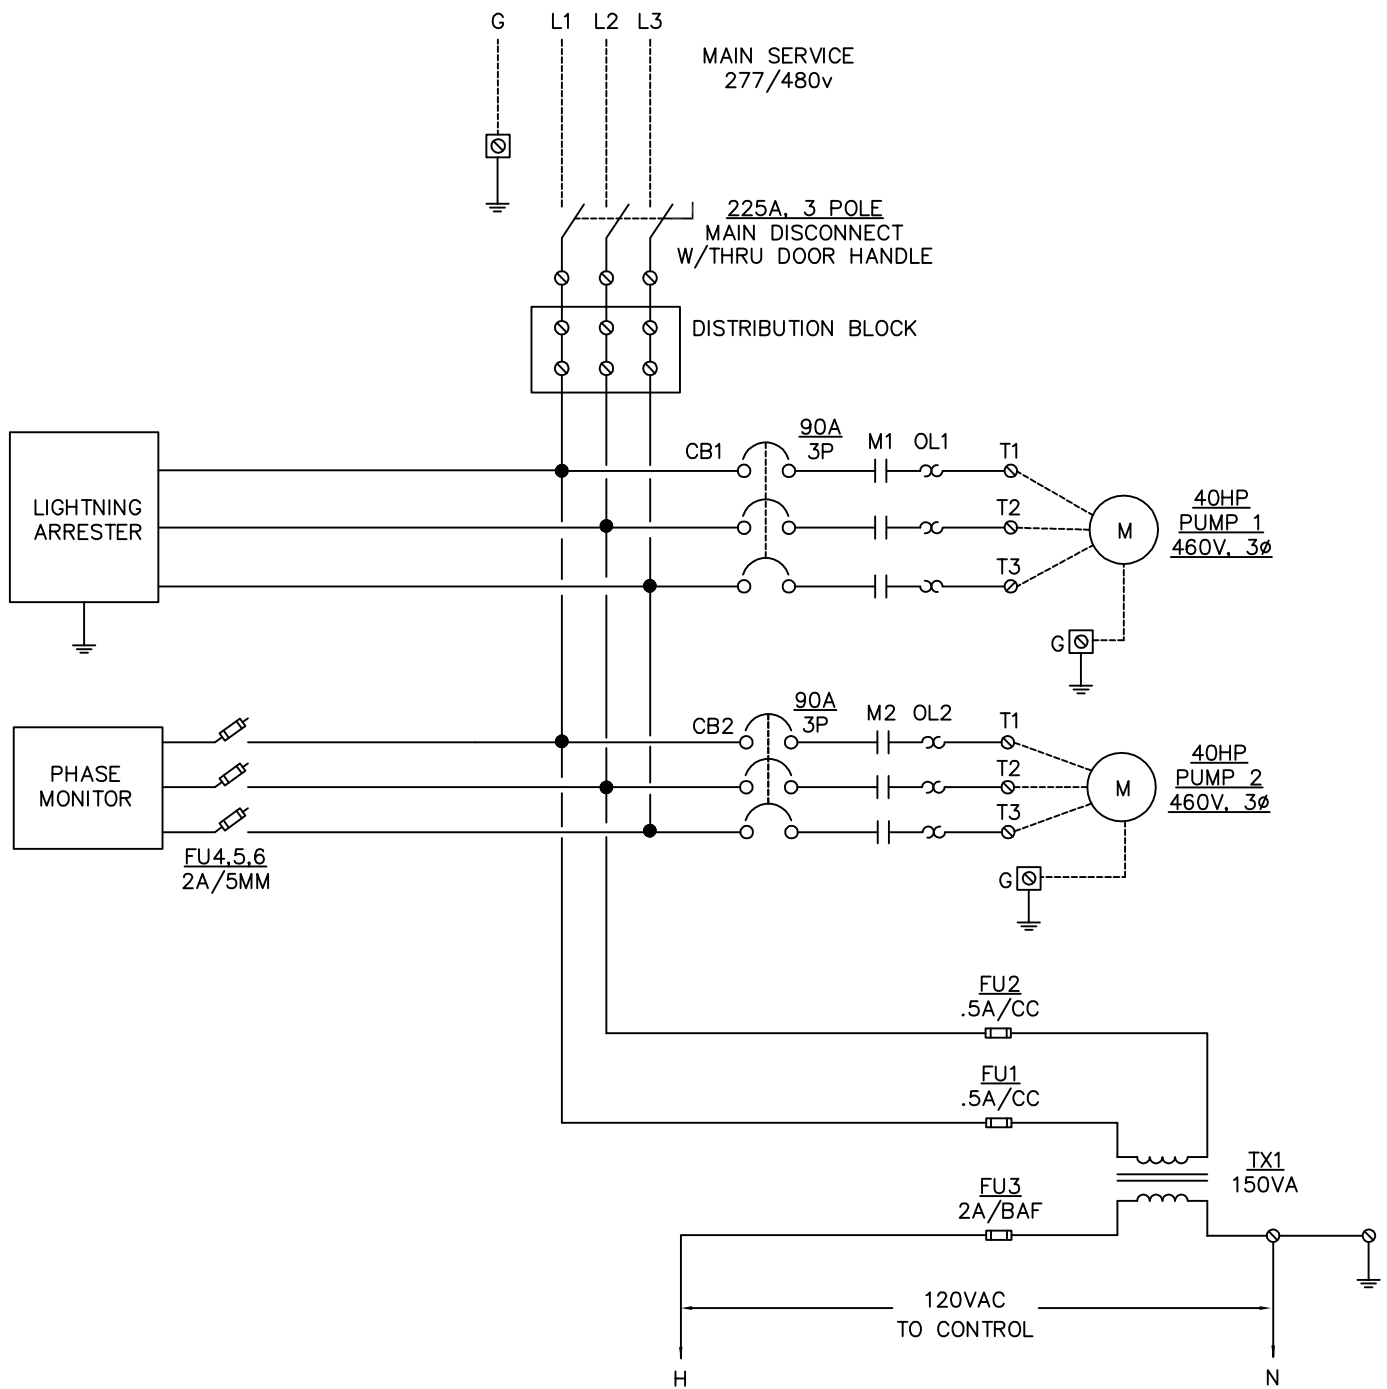 G L1 L2 L3
MAIN SERVICE
277/480v
225A, 3 POLE
MAIN DISCONNECT
W/THRU DOOR HANDLE
DISTRIBUTION BLOCK
LIGHTNING
ARRESTER
CB1
90A
3P
M1
OL1
T1
T2
T3
M
40HP
PUMP 1
460V, 3ø
G
PHASE
MONITOR
FU4,5,6
2A/5MM
CB2
90A
3P
M2
OL2
T1
T2
T3
M
40HP
PUMP 2
460V, 3ø
G
FU2
.5A/CC
FU1
.5A/CC
TX1
150VA
FU3
2A/BAF
120VAC
TO CONTROL
H
N